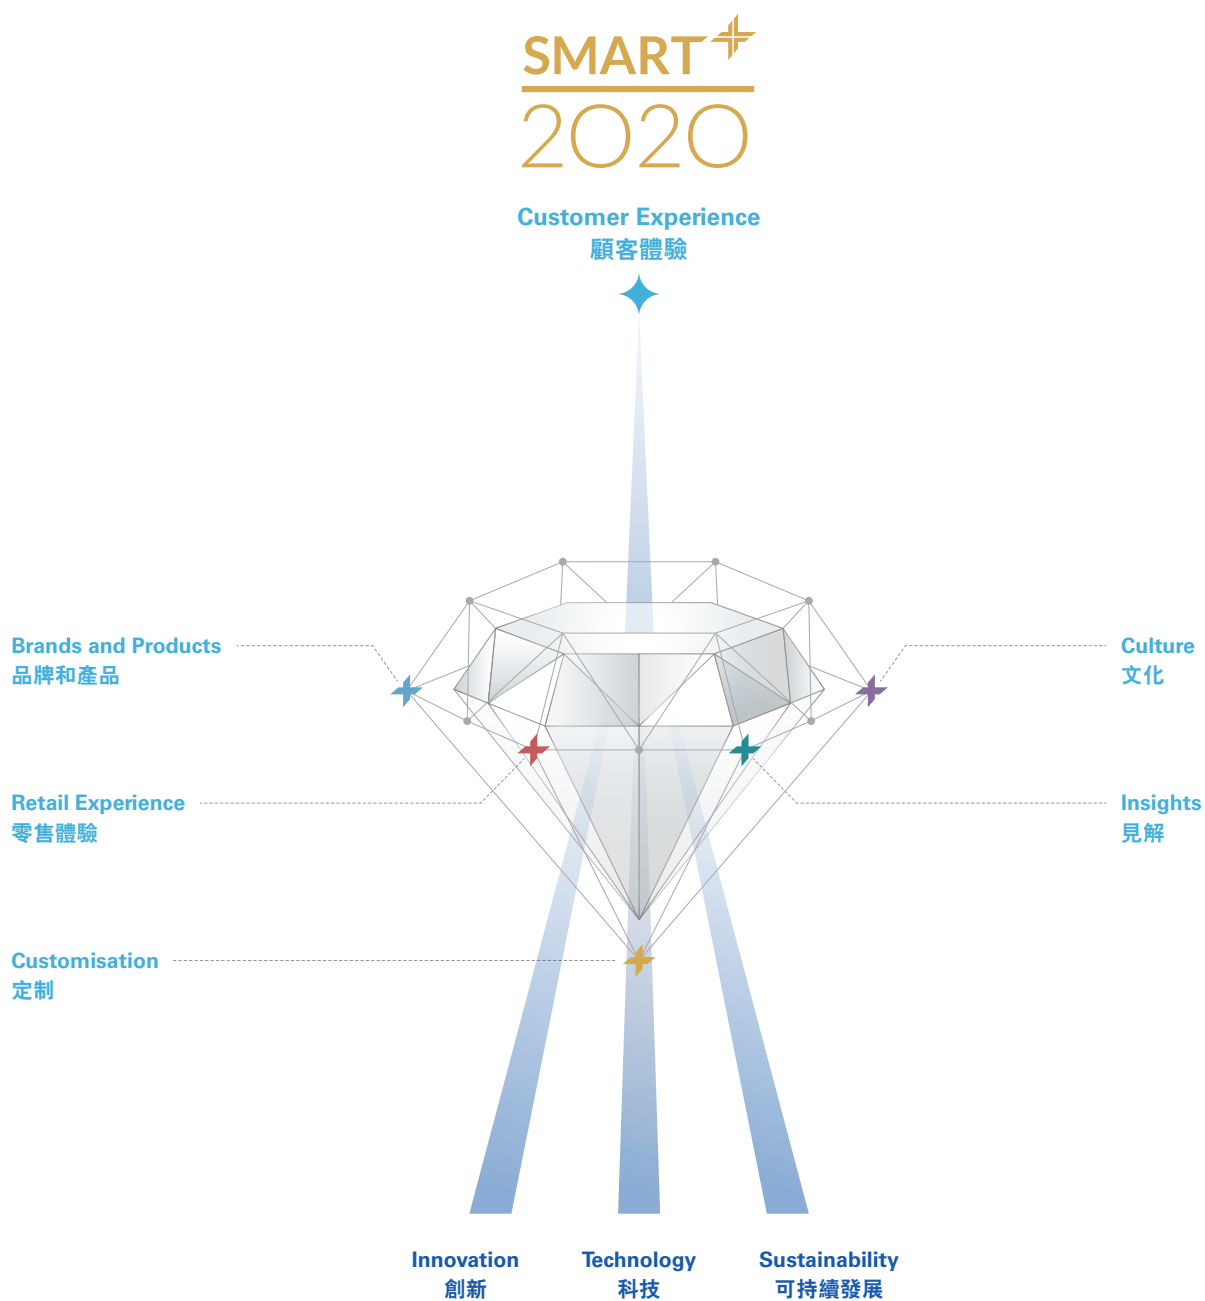 SMART+
2020
Customer Experience
顧客體驗
Brands and Products
品牌和產品
Culture
文化
Retail Experience
零售體驗
Insights
見解
Customisation
定制
Innovation
創新
Technology
科技
Sustainability
可持續發展